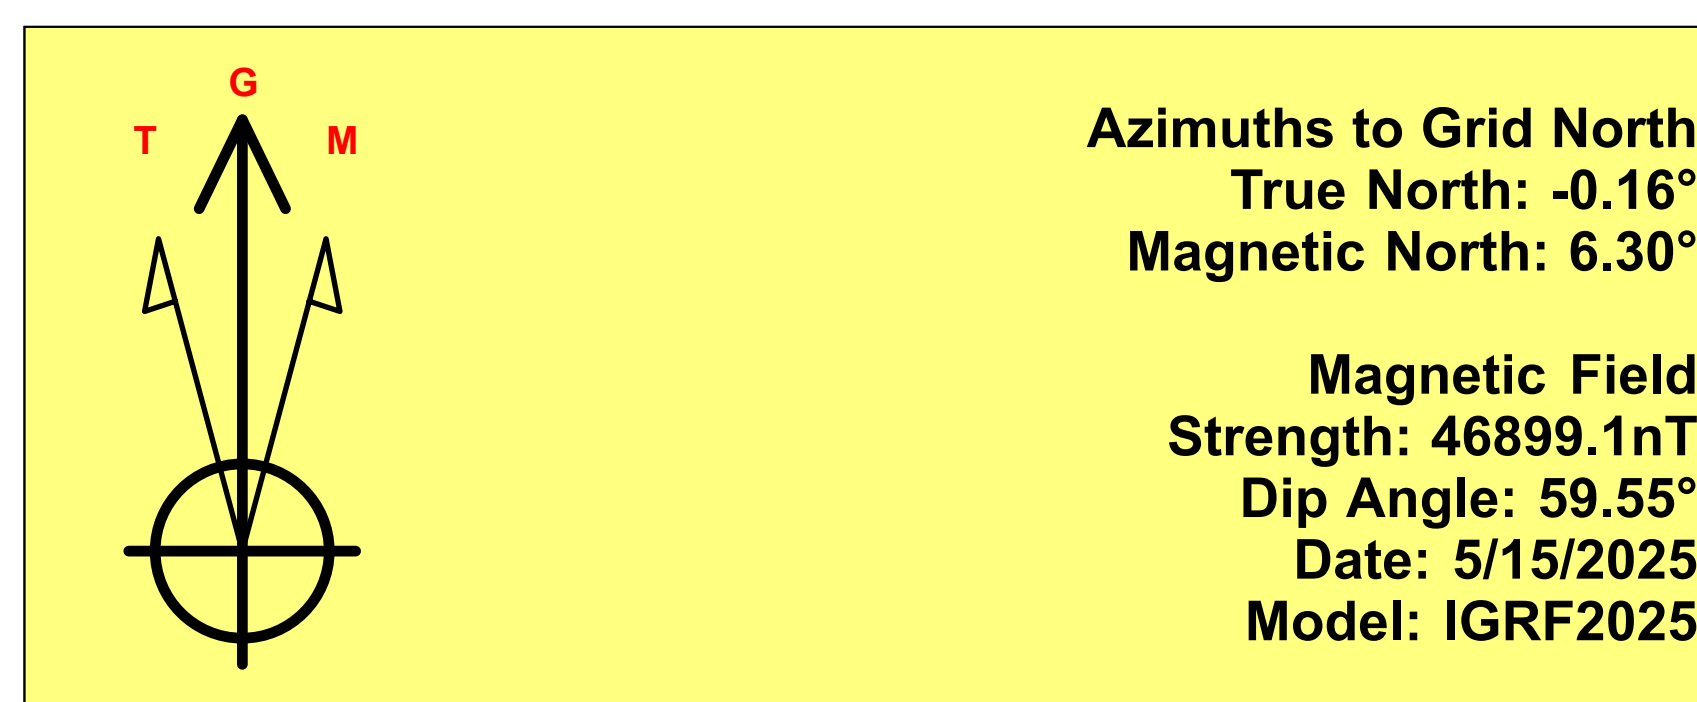 G
T M
Azimuths to Grid North
True North: -0.16°
Magnetic North: 6.30°
Magnetic Field
Strength: 46899.1nT
Dip Angle: 59.55°
Date: 5/15/2025
Model: IGRF2025